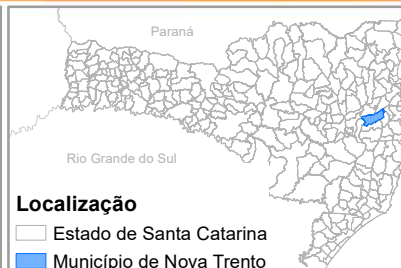 Paraná
Rio Grande do Sul
Localização
Estado de Santa Catarina
Município de Nova Trento